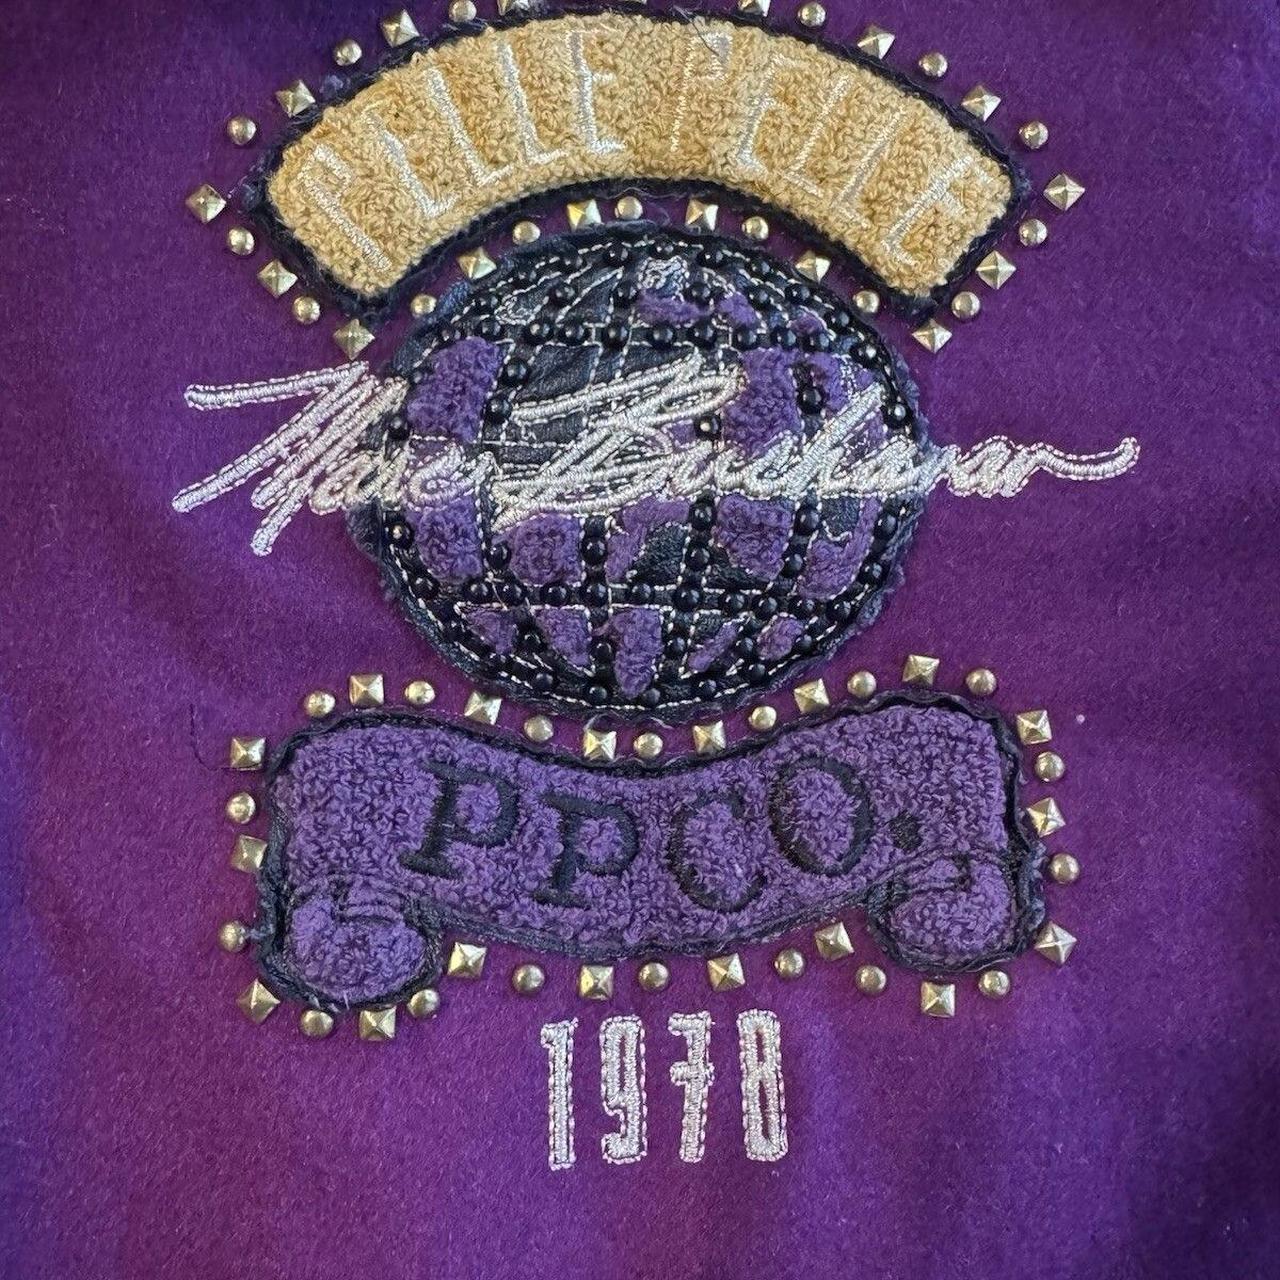 PELLE PELLE
Marc Buchanan
PPCO.
1978